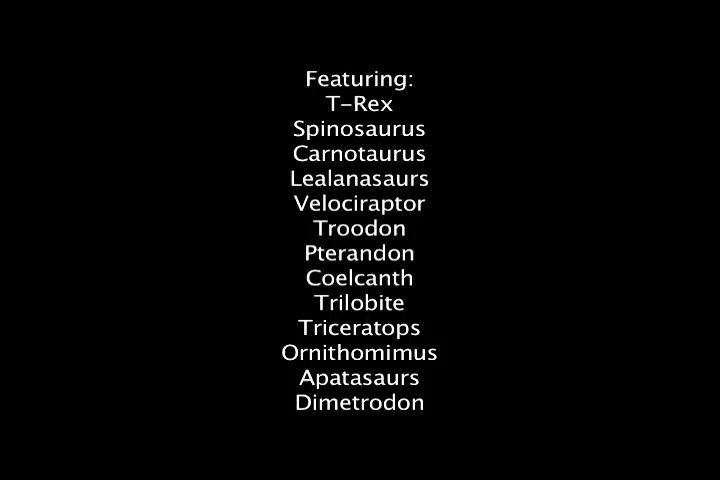 Featuring:
T-Rex
Spinosaurus
Carnotaurus
Lealanasaurs
Velociraptor
Troodon
Pterandon
Coelcanth
Trilobite
Triceratops
Ornithomimus
Apatasaurs
Dimetrodon